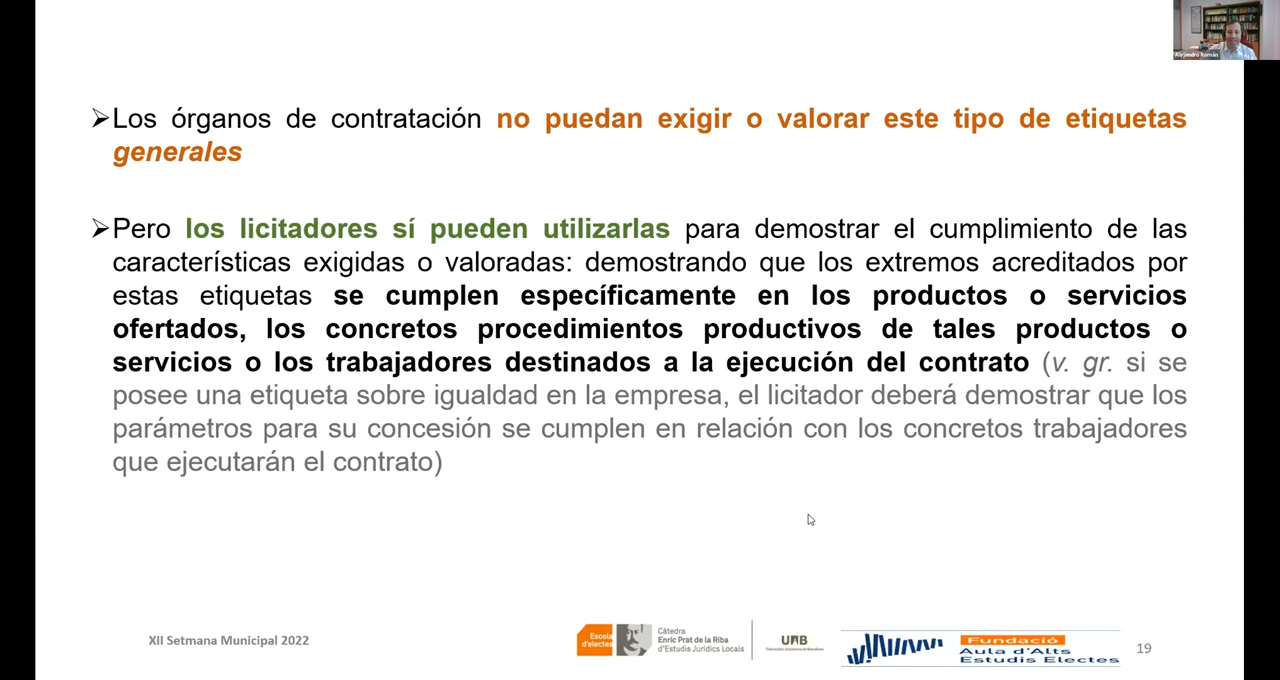 Alejandro Román
➢Los órganos de contratación no puedan exigir o valorar este tipo de etiquetas
generales
➢Pero los licitadores sí pueden utilizarlas para demostrar el cumplimiento de las
características exigidas o valoradas: demostrando que los extremos acreditados por
estas etiquetas se cumplen específicamente en los productos o servicios
ofertados, los concretos procedimientos productivos de tales productos o
servicios o los trabajadores destinados a la ejecución del contrato (v. gr. si se
posee una etiqueta sobre igualdad en la empresa, el licitador deberá demostrar que los
parámetros para su concesión se cumplen en relación con los concretos trabajadores
que ejecutarán el contrato)
XII Setmana Municipal 2022
Escola
d'electes
Càtedra
Enric Prat de la Riba
d'Estudis Jurídics Locals
UAB
Universitat Autònoma de Barcelona
Fundació
Aula d'Alts
Estudis Electes
19